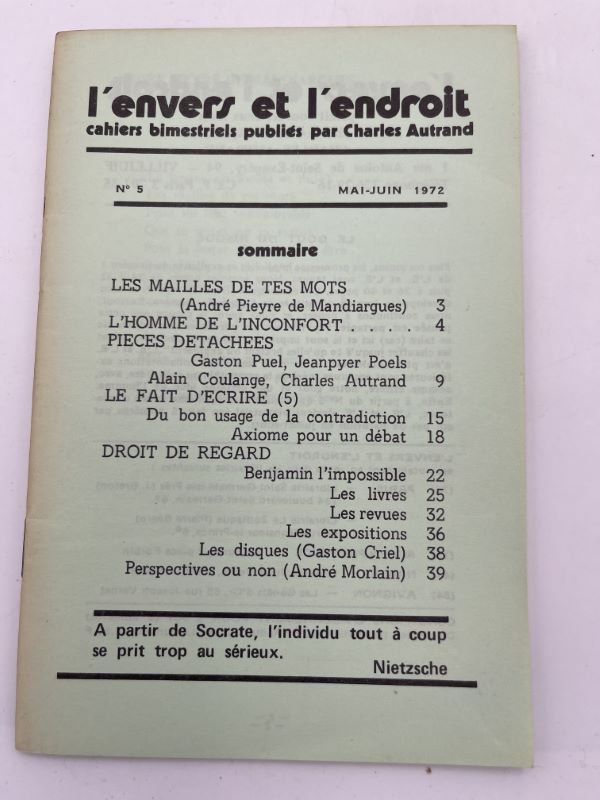 l'envers et l'endroit
cahiers bimestriels publiés par Charles Autrand
N° 5 MAI-JUIN 1972
sommaire
LES MAILLES DE TES MOTS
(André Pieyre de Mandiargues) 3
L'HOMME DE L'INCONFORT . . . . 4
PIECES DETACHEES
Gaston Puel, Jeanpyer Poels
Alain Coulange, Charles Autrand 9
LE FAIT D'ECRIRE (5)
Du bon usage de la contradiction 15
Axiome pour un débat 18
DROIT DE REGARD
Benjamin l'impossible 22
Les livres 25
Les revues 32
Les expositions 36
Les disques (Gaston Criel) 38
Perspectives ou non (André Morlain) 39
A partir de Socrate, l'individu tout à coup
se prit trop au sérieux.
Nietzsche